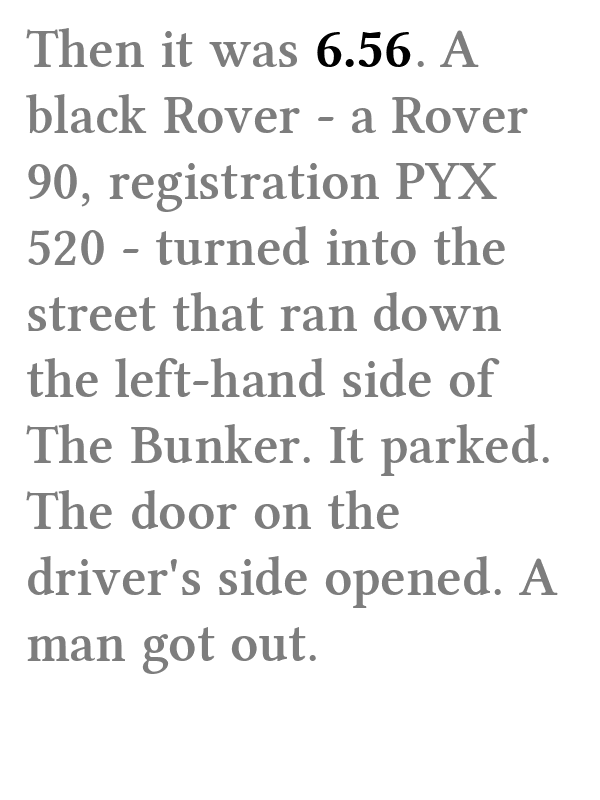 Then it was 6.56. A
black Rover - a Rover
90, registration PYX
520 - turned into the
street that ran down
the left-hand side of
The Bunker. It parked.
The door on the
driver's side opened. A
man got out.